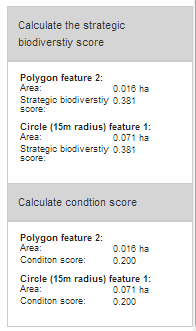 Calculate the strategic
biodiverstiy score
Polygon feature 2:
Area: 0.016 ha
Strategic biodiverstiy 0.381
score:
Circle (15m radius) feature 1:
Area: 0.071 ha
Strategic biodiverstiy 0.381
score:
Calculate condtion score
Polygon feature 2:
Area: 0.016 ha
Conditon score: 0.200
Circle (15m radius) feature 1:
Area: 0.071 ha
Conditon score: 0.200